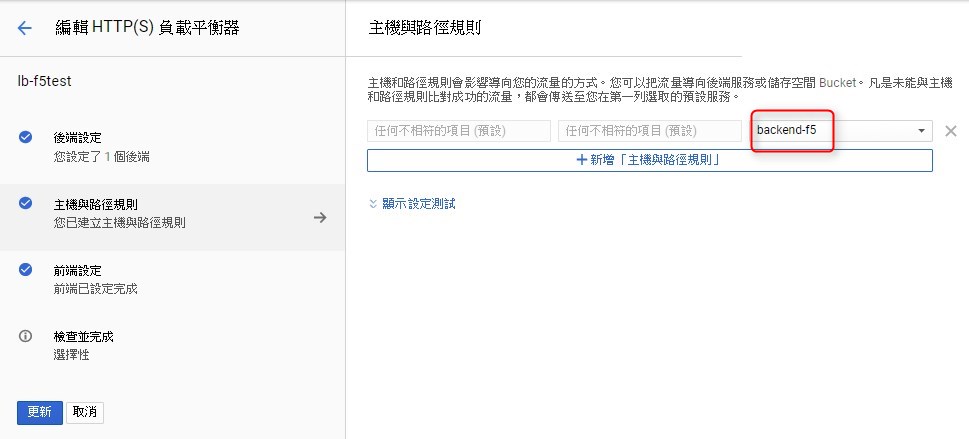 編輯 HTTP(S) 負載平衡器
lb-f5test
後端設定
您設定了 1 個後端
主機與路徑規則
您已建立主機與路徑規則
前端設定
前端已設定完成
檢查並完成
選擇性
更新
取消
主機與路徑規則
主機和路徑規則會影響導向您的流量的方式。您可以把流量導向後端服務或儲存空間 Bucket。凡是未能與主機
和路徑規則比對成功的流量，都會傳送至您在第一列選取的預設服務。
任何不相符的項目 (預設) 任何不相符的項目 (預設) backend-f5
新增「主機與路徑規則」
顯示設定測試